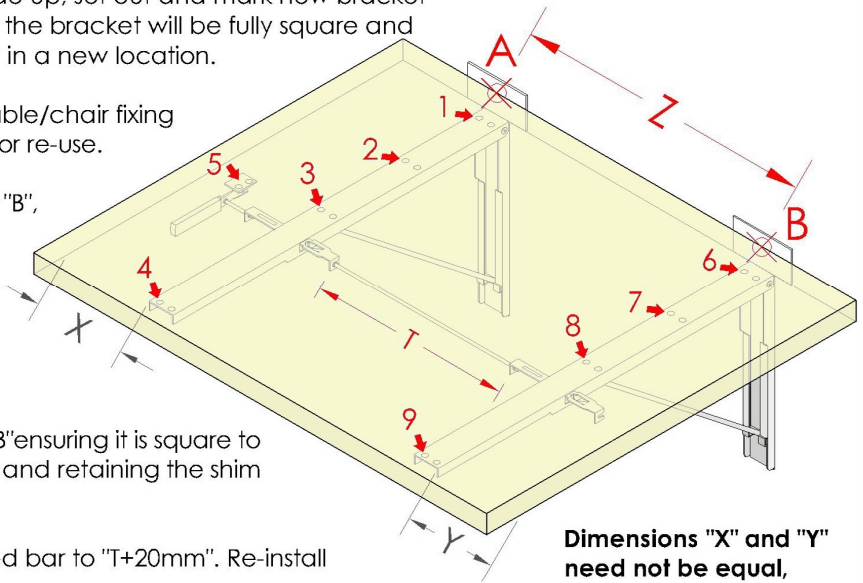 the bracket will be fully square and
in a new location.
able/chair fixing
or re-use.
"B",
A
B
Z
1
2
3
4
5
6
7
8
9
X
T
Y
B"ensuring it is square to
and retaining the shim
d bar to "T+20mm". Re-install
Dimensions "X" and "Y"
need not be equal,